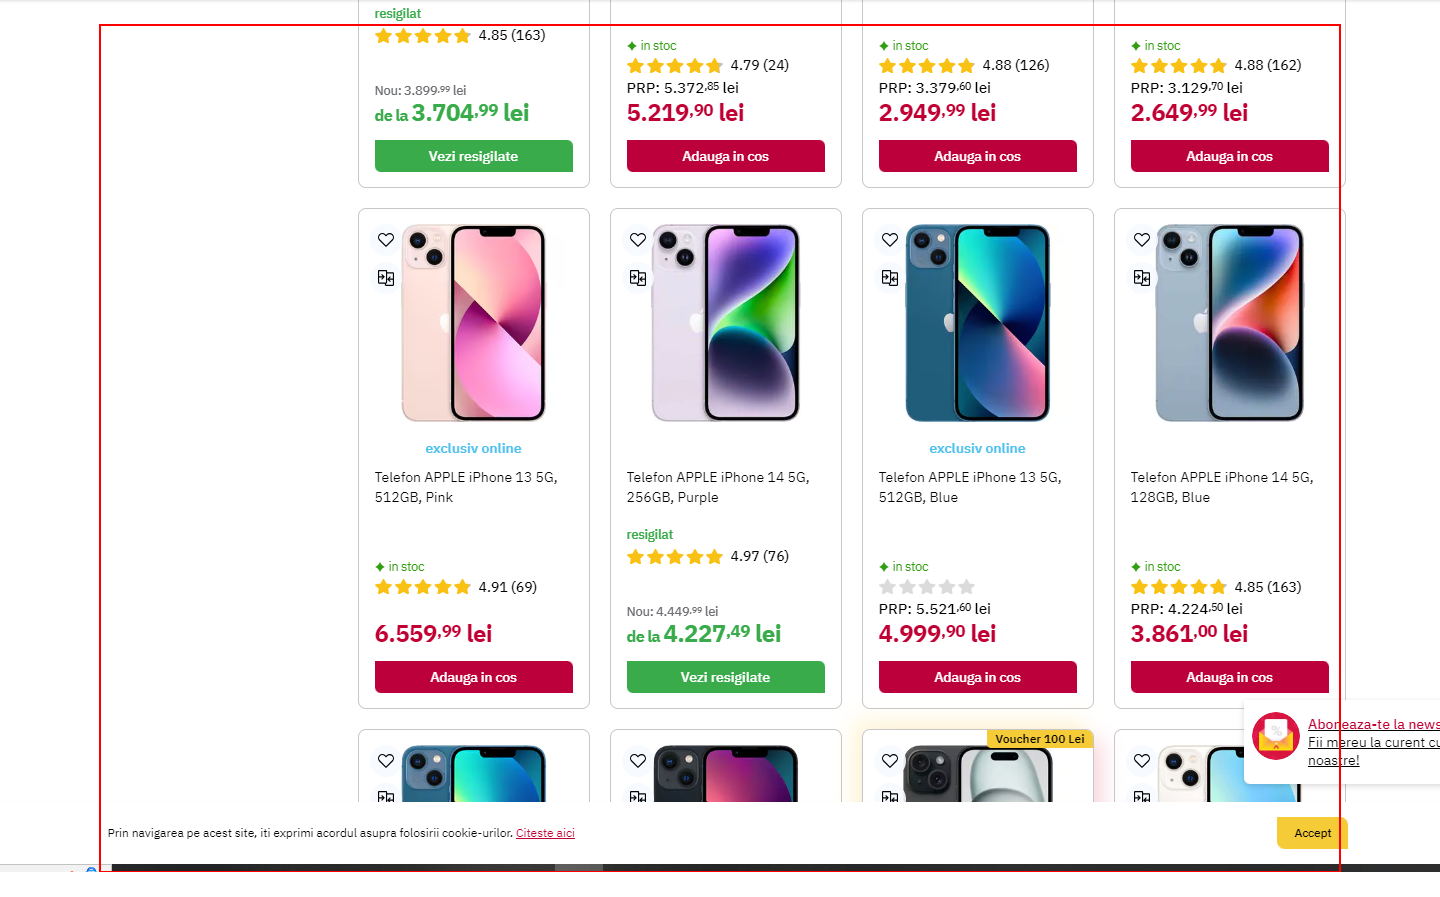 resigilat
4.85 (163)
Nou: 3.899,99 lei
de la 3.704,99 lei
Vezi resigilate
in stoc
4.79 (24)
PRP: 5.372,85 lei
5.219,90 lei
Adauga in cos
in stoc
4.88 (126)
PRP: 3.379,60 lei
2.949,99 lei
Adauga in cos
in stoc
4.88 (162)
PRP: 3.129,70 lei
2.649,99 lei
Adauga in cos
exclusiv online
Telefon APPLE iPhone 13 5G,
512GB, Pink
in stoc
4.91 (69)
6.559,99 lei
Adauga in cos
Telefon APPLE iPhone 14 5G,
256GB, Purple
resigilat
4.97 (76)
Nou: 4.449,99 lei
de la 4.227,49 lei
Vezi resigilate
exclusiv online
Telefon APPLE iPhone 13 5G,
512GB, Blue
in stoc
PRP: 5.521,60 lei
4.999,90 lei
Adauga in cos
Telefon APPLE iPhone 14 5G,
128GB, Blue
in stoc
4.85 (163)
PRP: 4.224,50 lei
3.861,00 lei
Adauga in cos
Voucher 100 Lei
%
Aboneaza-te la news
Fii mereu la curent cu
noastre!
Prin navigarea pe acest site, iti exprimi acordul asupra folosirii cookie-urilor. Citeste aici
Accept